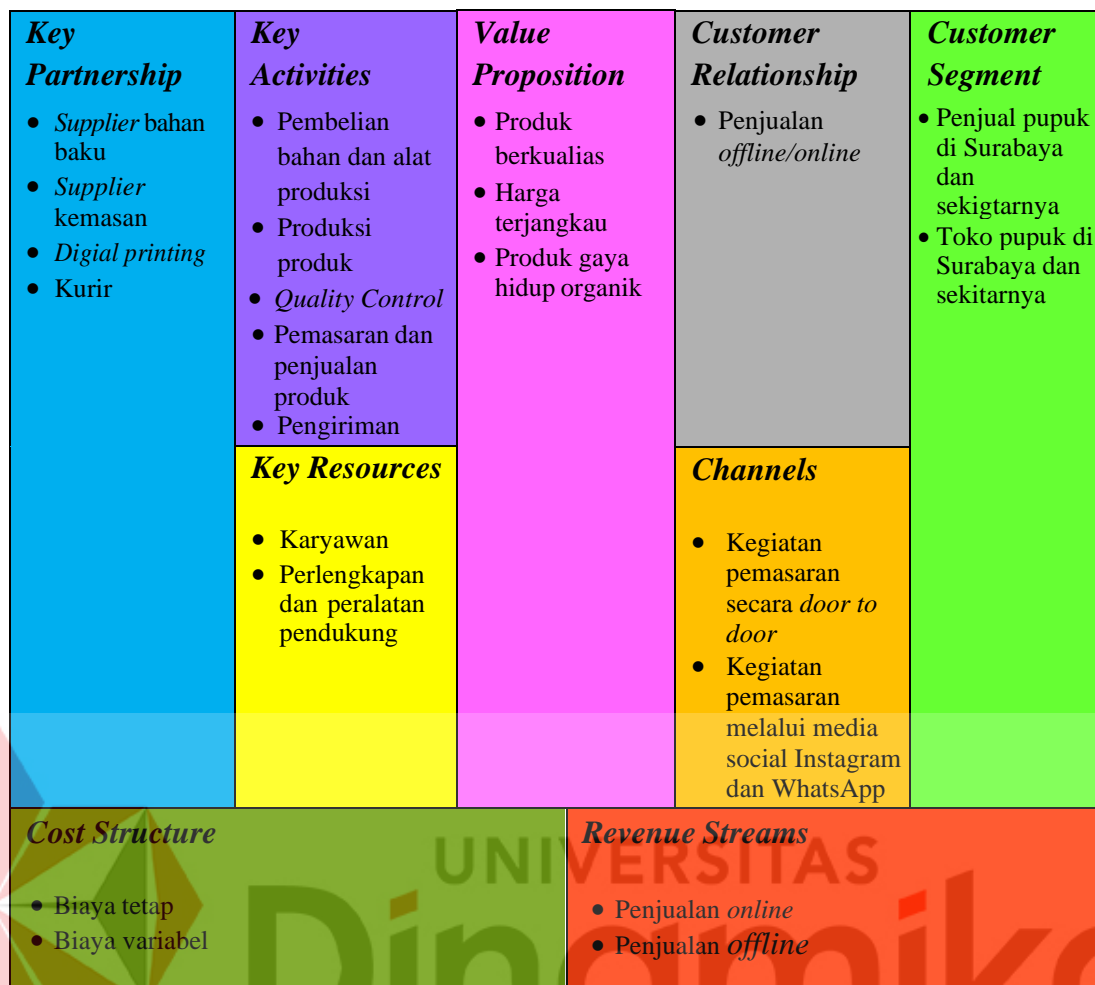 Key
Partnership
• Supplier bahan
baku
• Supplier
kemasan
• Digial printing
• Kurir
Key
Activities
• Pembelian
bahan dan alat
produksi
• Produksi
produk
• Quality Control
• Pemasaran dan
penjualan
produk
• Pengiriman
Key Resources
• Karyawan
• Perlengkapan
dan peralatan
pendukung
Value
Proposition
• Produk
berkualias
• Harga
terjangkau
• Produk gaya
hidup organik
Customer
Relationship
• Penjualan
offline/online
Channels
• Kegiatan
pemasaran
secara door to
door
• Kegiatan
pemasaran
melalui media
social Instagram
dan WhatsApp
Customer
Segment
• Penjual pupuk
di Surabaya
dan
sekigtarnya
• Toko pupuk di
Surabaya dan
sekitarnya
Cost Structure
• Biaya tetap
• Biaya variabel
Revenue Streams
• Penjualan online
• Penjualan offline
UNIVERSITAS
Dinamika